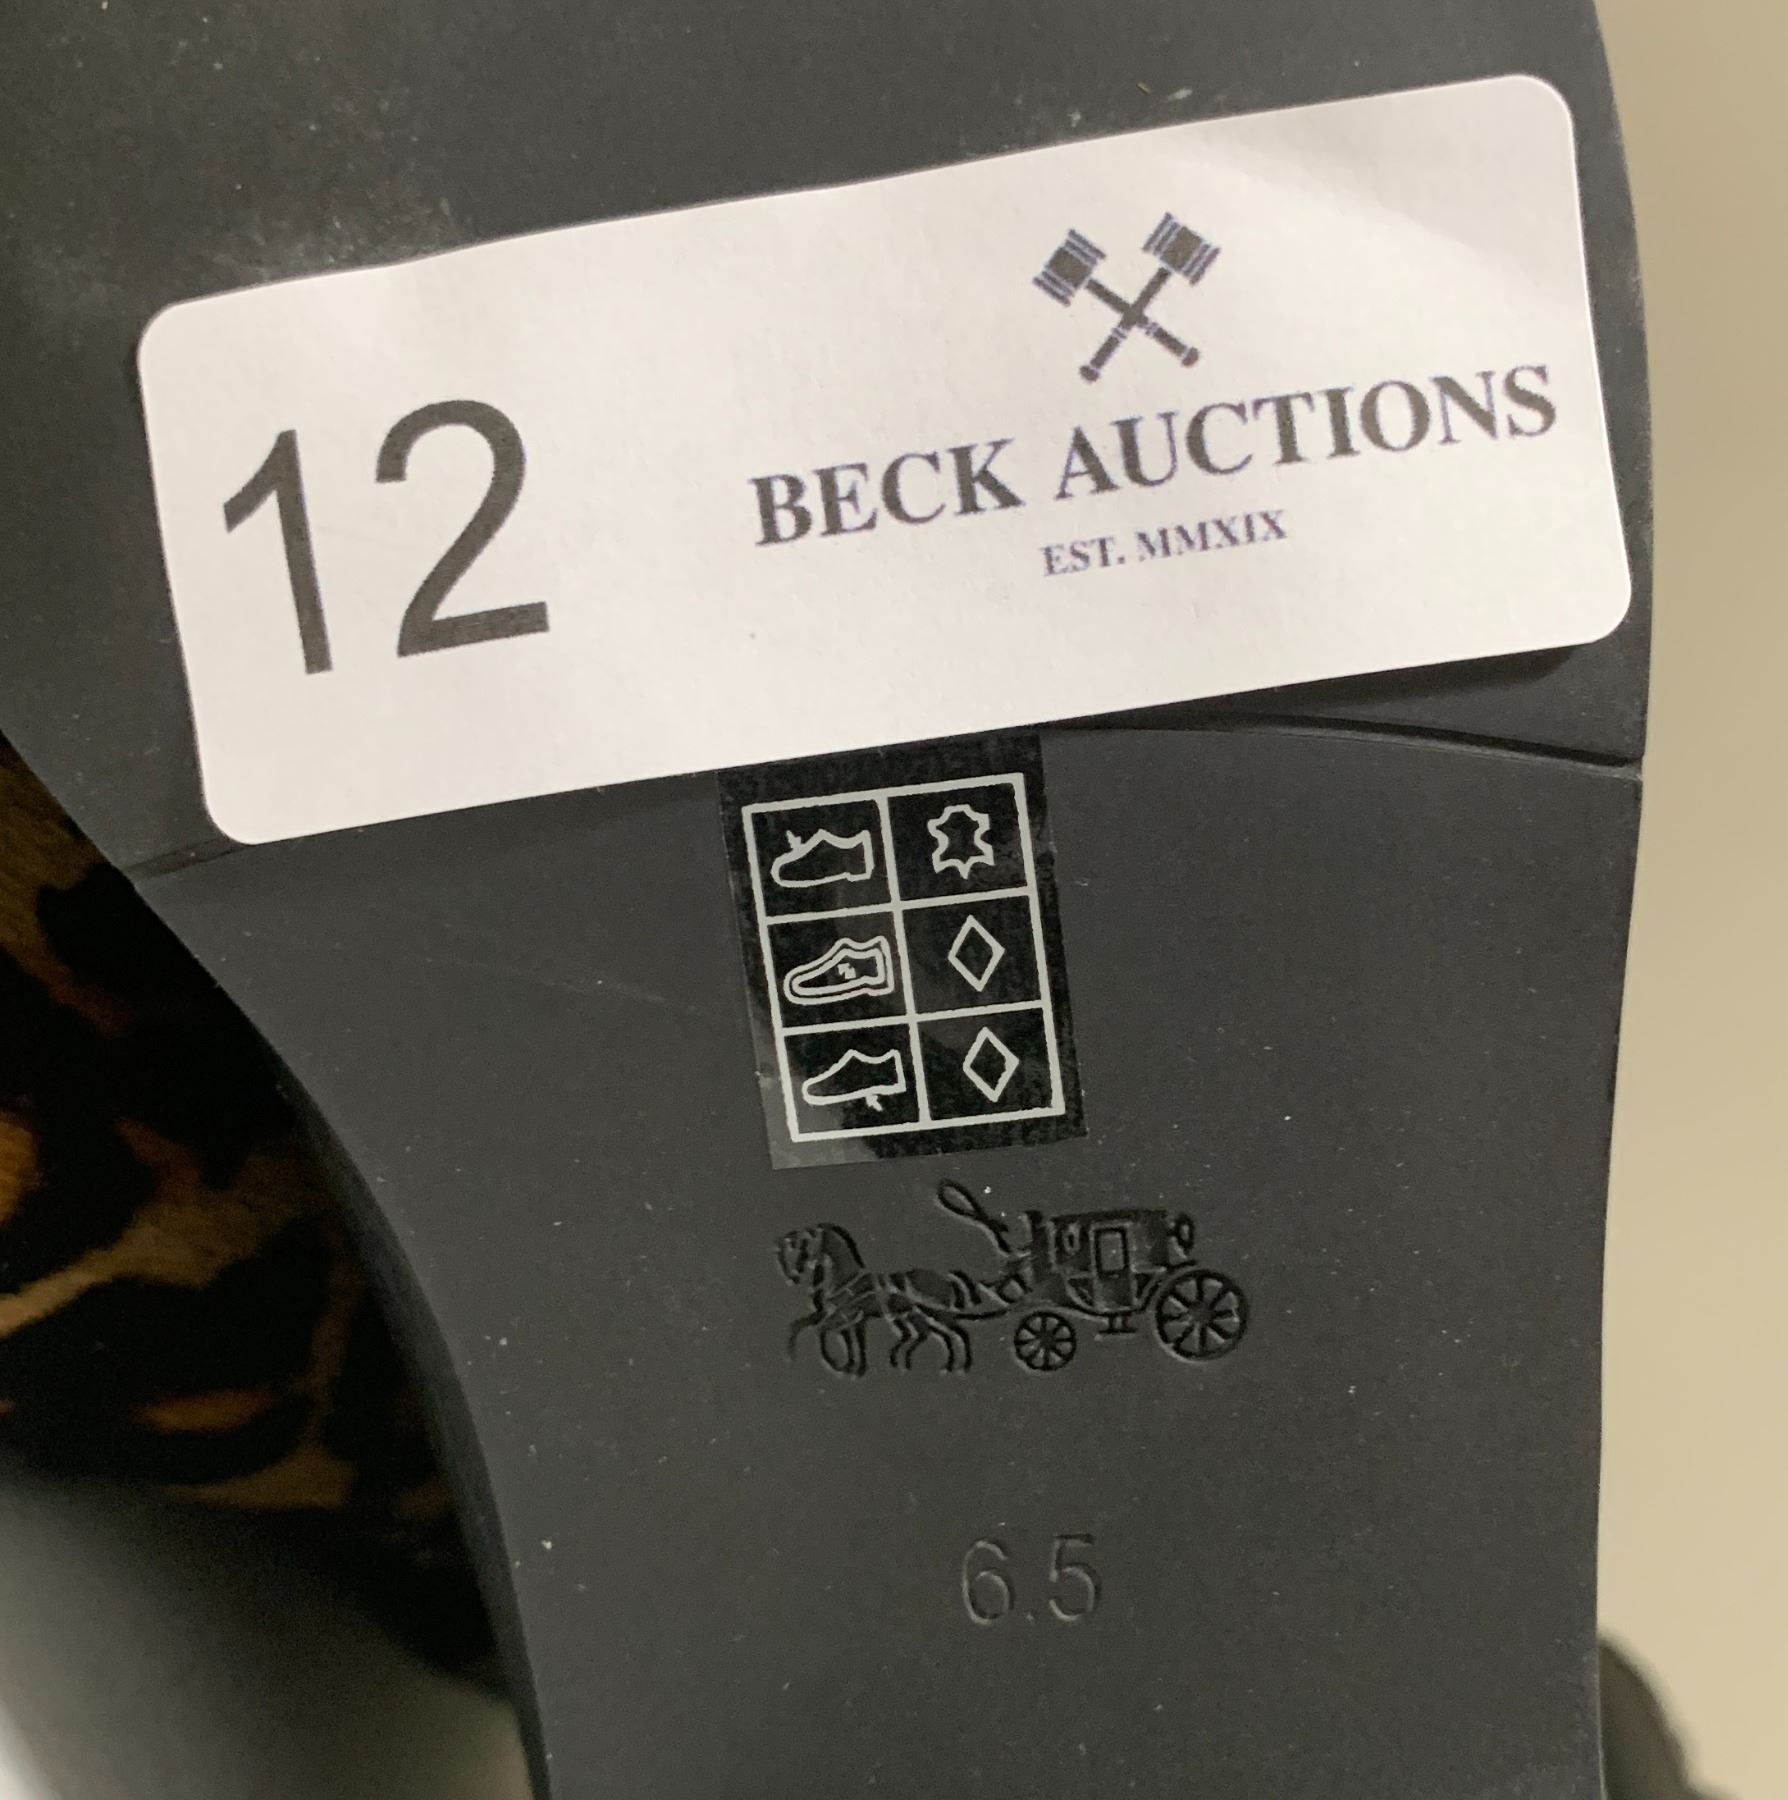 12
BECK AUCTIONS
EST. MMXIX
6.5